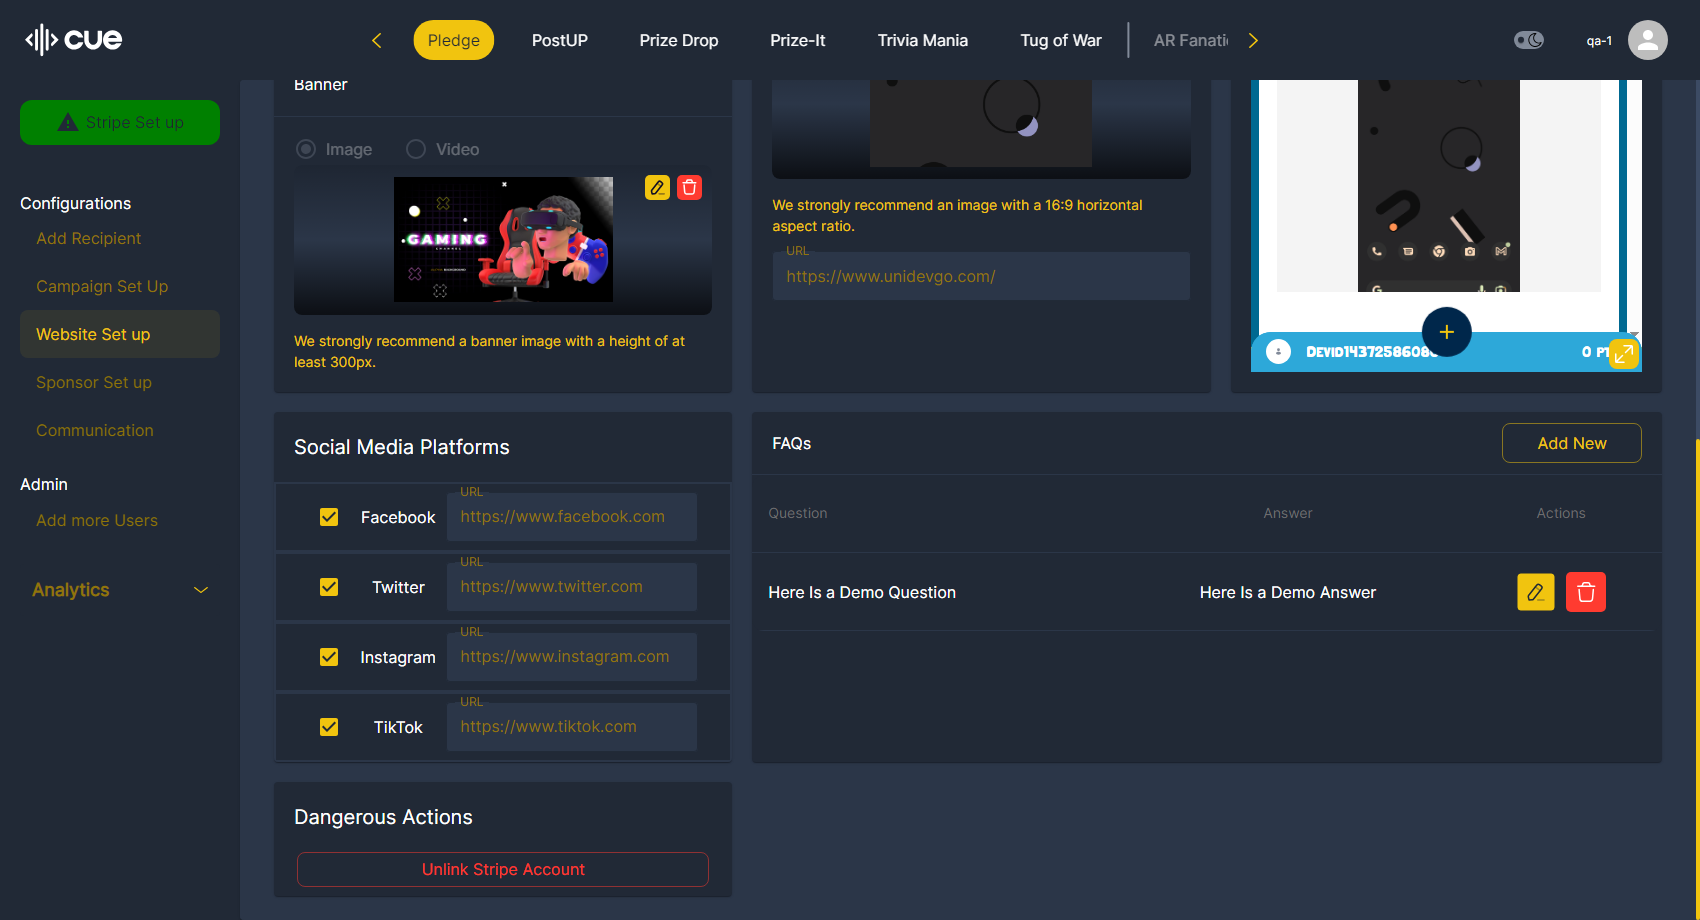 cue
Pledge
PostUP
Prize Drop
Prize-It
Trivia Mania
Tug of War
AR Fanati
qa-1
Stripe Set up
Configurations
Add Recipient
Campaign Set Up
Website Set up
Sponsor Set up
Communication
Admin
Add more Users
Analytics
Banner
Image
Video
GAMING
We strongly recommend a banner image with a height of at
least 300px.
We strongly recommend an image with a 16:9 horizontal
aspect ratio.
URL
https://www.unidevgo.com/
DEVID1437258608
0 PT
Social Media Platforms
URL
Facebook
https://www.facebook.com
URL
Twitter
https://www.twitter.com
URL
Instagram
https://www.instagram.com
URL
TikTok
https://www.tiktok.com
FAQs
Add New
Question
Answer
Actions
Here Is a Demo Question
Here Is a Demo Answer
Dangerous Actions
Unlink Stripe Account